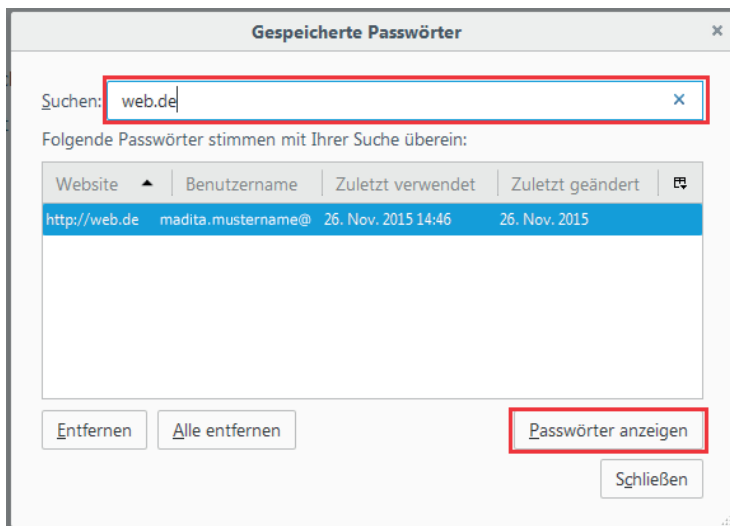 Gespeicherte Passwörter
Suchen: web.de
Folgende Passwörter stimmen mit Ihrer Suche überein:
Website Benutzername Zuletzt verwendet Zuletzt geändert
http://web.de madita.mustername@ 26. Nov. 2015 14:46 26. Nov. 2015
Entfernen Alle entfernen Passwörter anzeigen
Schließen